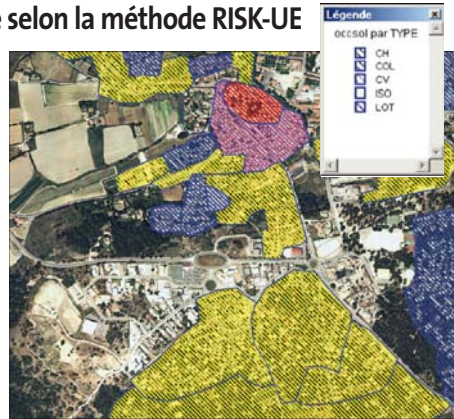 selon la méthode RISK-UE
Légende
occsol par TYPE
CH
COL
CV
ISO
LOT